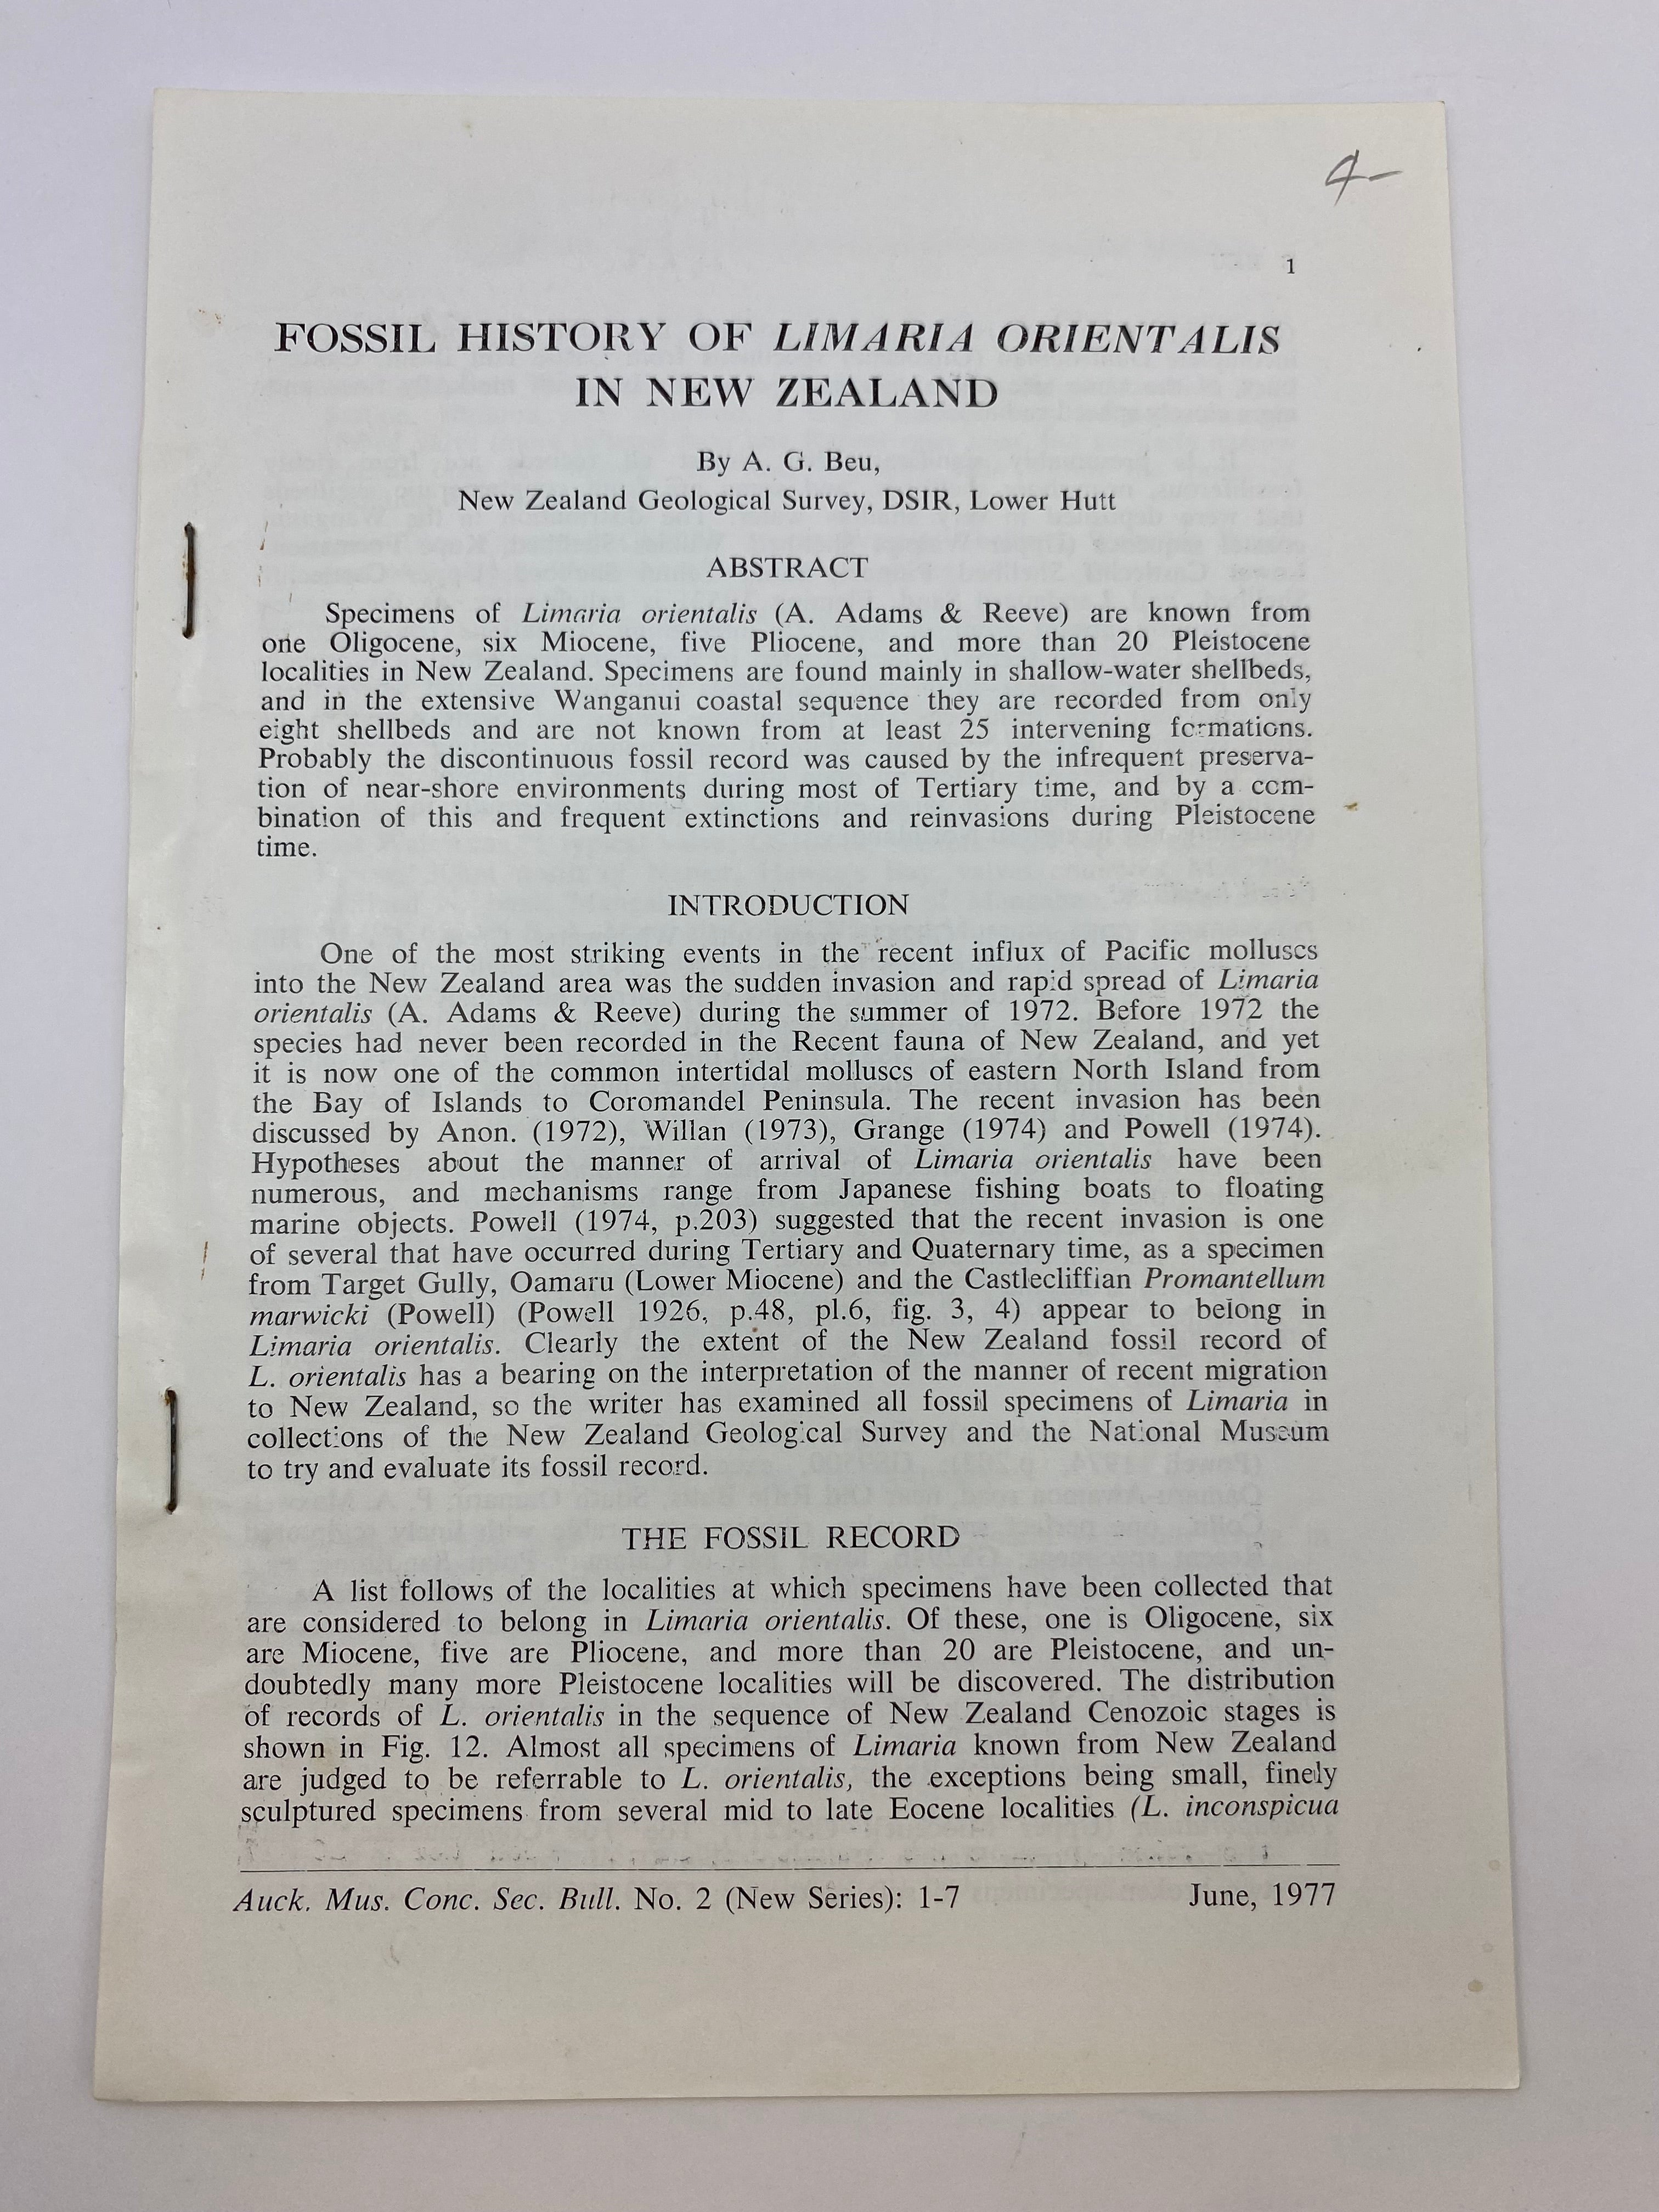 4-
1
FOSSIL HISTORY OF LIMARIA ORIENTALIS
IN NEW ZEALAND
By A. G. Beu,
New Zealand Geological Survey, DSIR, Lower Hutt
ABSTRACT
Specimens of Limaria orientalis (A. Adams & Reeve) are known from
one Oligocene, six Miocene, five Pliocene, and more than 20 Pleistocene
localities in New Zealand. Specimens are found mainly in shallow-water shellbeds,
and in the extensive Wanganui coastal sequence they are recorded from only
eight shellbeds and are not known from at least 25 intervening formations.
Probably the discontinuous fossil record was caused by the infrequent preserva-
tion of near-shore environments during most of Tertiary time, and by a com-
bination of this and frequent extinctions and reinvasions during Pleistocene
time.
INTRODUCTION
One of the most striking events in the recent influx of Pacific molluscs
into the New Zealand area was the sudden invasion and rapid spread of Limaria
orientalis (A. Adams & Reeve) during the summer of 1972. Before 1972 the
species had never been recorded in the Recent fauna of New Zealand, and yet
it is now one of the common intertidal molluscs of eastern North Island from
the Bay of Islands to Coromandel Peninsula. The recent invasion has been
discussed by Anon. (1972), Willan (1973), Grange (1974) and Powell (1974).
Hypotheses about the manner of arrival of Limaria orientalis have been
numerous, and mechanisms range from Japanese fishing boats to floating
marine objects. Powell (1974, p.203) suggested that the recent invasion is one
of several that have occurred during Tertiary and Quaternary time, as a specimen
from Target Gully, Oamaru (Lower Miocene) and the Castlecliffian Promantellum
marwicki (Powell) (Powell 1926, p.48, pl.6, fig. 3, 4) appear to belong in
Limaria orientalis. Clearly the extent of the New Zealand fossil record of
L. orientalis has a bearing on the interpretation of the manner of recent migration
to New Zealand, so the writer has examined all fossil specimens of Limaria in
collections of the New Zealand Geological Survey and the National Museum
to try and evaluate its fossil record.
THE FOSSIL RECORD
A list follows of the localities at which specimens have been collected that
are considered to belong in Limaria orientalis. Of these, one is Oligocene, six
are Miocene, five are Pliocene, and more than 20 are Pleistocene, and un-
doubtedly many more Pleistocene localities will be discovered. The distribution
of records of L. orientalis in the sequence of New Zealand Cenozoic stages is
shown in Fig. 12. Almost all specimens of Limaria known from New Zealand
are judged to be referrable to L. orientalis, the exceptions being small, finely
sculptured specimens from several mid to late Eocene localities (L. inconspicua
Auck. Mus. Conc. Sec. Bull. No. 2 (New Series): 1-7
June, 1977